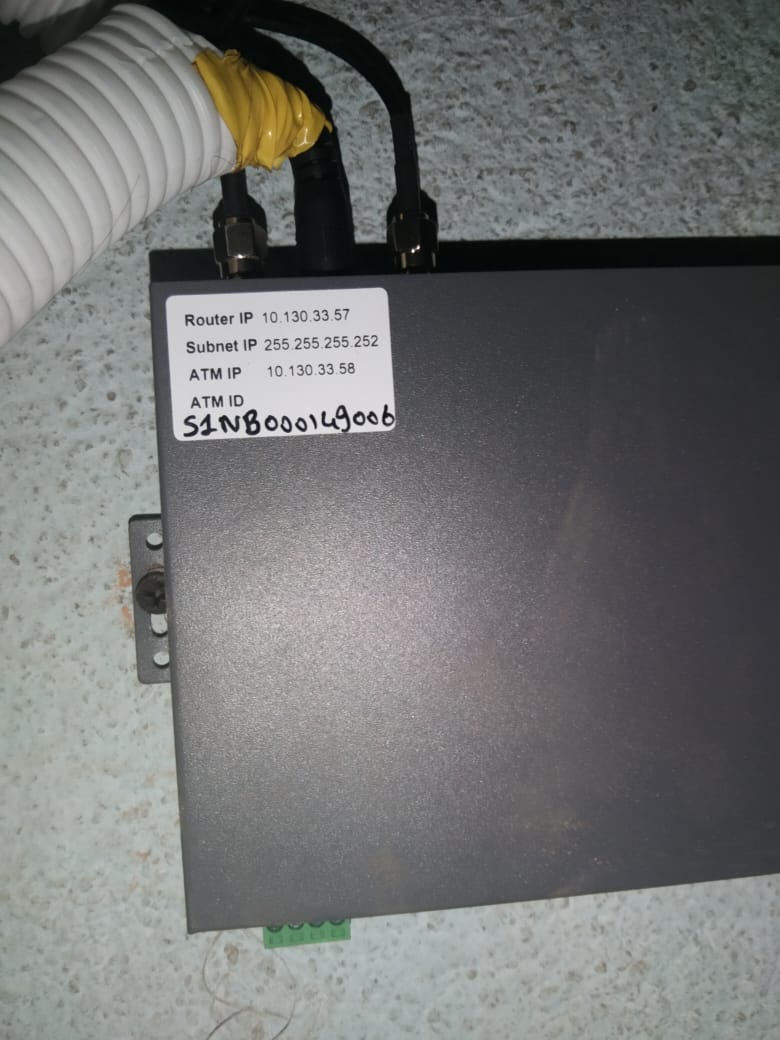 Router IP 10.130.33.57
Subnet IP 255.255.255.252
ATM IP 10.130.33.58
ATM ID
S1NB000149006